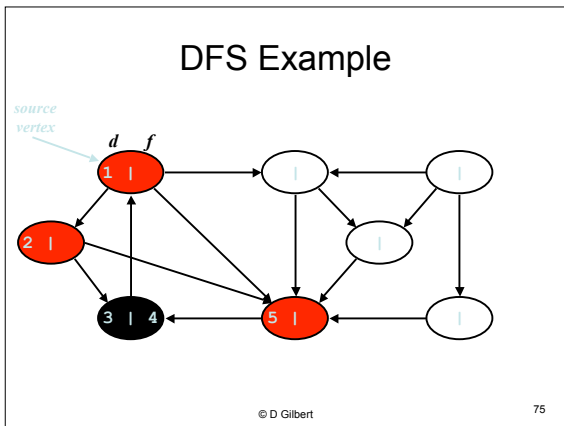 DFS Example
source
vertex
d f
1 | | |
2 | |
3 | 4 5 | |
© D Gilbert
75